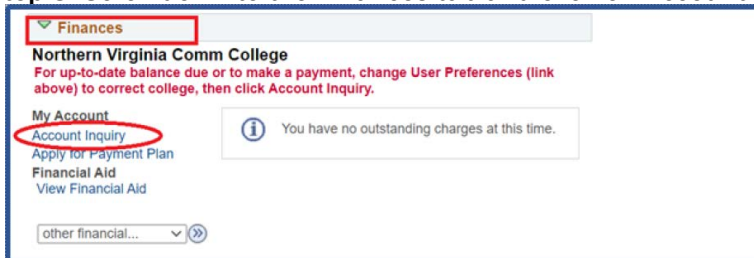 Finances
Northern Virginia Comm College
For up-to-date balance due or to make a payment, change User Preferences (link
above) to correct college, then click Account Inquiry.
My Account
Account Inquiry
Apply for Payment Plan
Financial Aid
View Financial Aid
You have no outstanding charges at this time.
other financial...